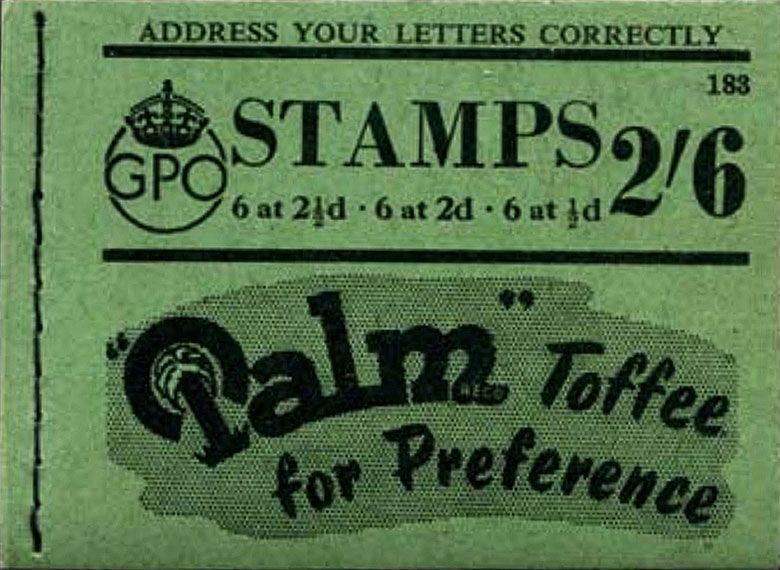 ADDRESS YOUR LETTERS CORRECTLY
183
GPO
STAMPS 2/6
6 at 2½d · 6 at 2d · 6 at ½d
"Palm" Toffee
for Preference